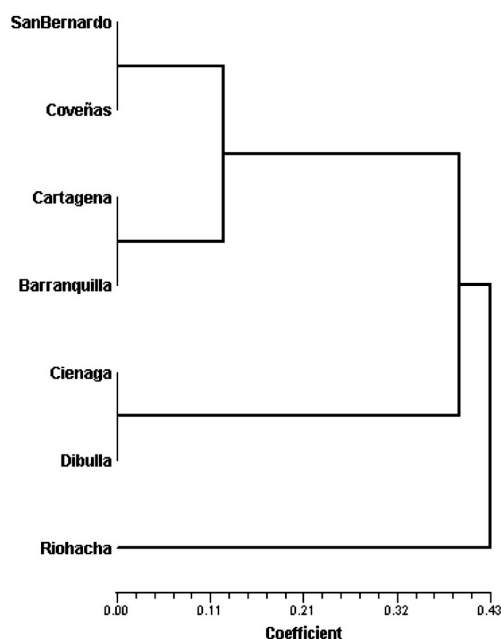 SanBernardo
Coveñas
Cartagena
Barranquilla
Cienaga
Dibulla
Riohacha
0.00 0.11 0.21 0.32 0.43
Coefficient